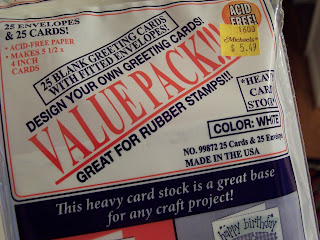 25 ENVELOPES
& 25 CARDS!
• ACID-FREE PAPER
• MAKES 5 1/2 x
4 INCH
CARDS
25 BLANK GREETING CARDS
WITH FITTED ENVELOPES!
DESIGN YOUR OWN GREETING CARDS!
VALUE PACK!!!
GREAT FOR RUBBER STAMPS!!!
ACID
FREE!
Michaels
$ 5.49
*HEAVY
CARD
STOCK
COLOR: WHITE
NO. 99872 25 Cards & 25 Envelop
MADE IN THE USA
This heavy card stock is a great base
for any craft project!
happy birthday